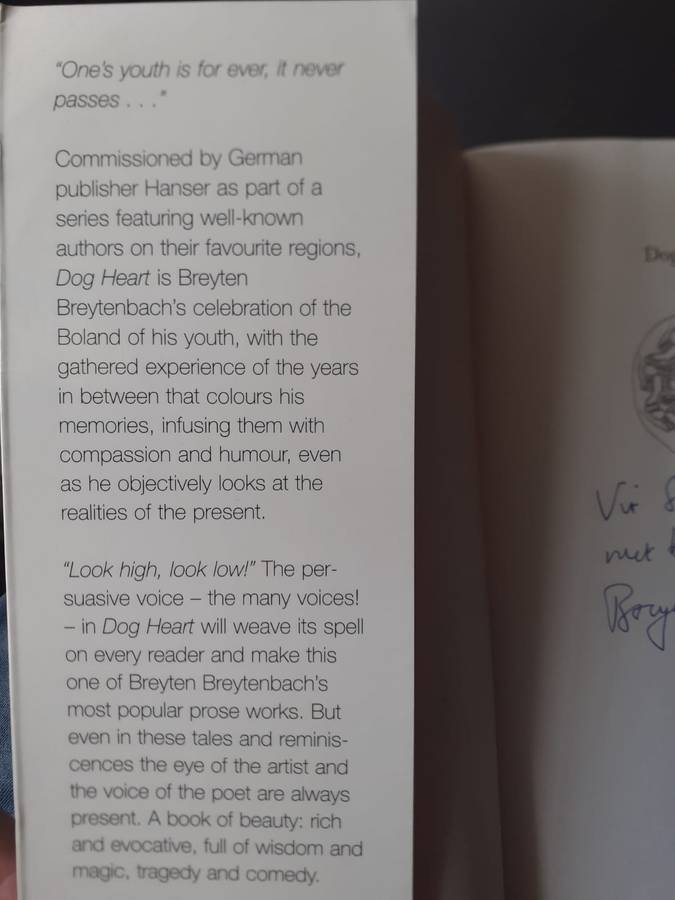 "One's youth is for ever, it never
passes . . ."
Commissioned by German
publisher Hanser as part of a
series featuring well-known
authors on their favourite regions,
Dog Heart is Breyten
Breytenbach's celebration of the
Boland of his youth, with the
gathered experience of the years
in between that colours his
memories, infusing them with
compassion and humour, even
as he objectively looks at the
realities of the present.
"Look high, look low!" The per-
suasive voice – the many voices!
– in Dog Heart will weave its spell
on every reader and make this
one of Breyten Breytenbach's
most popular prose works. But
even in these tales and reminis-
cences the eye of the artist and
the voice of the poet are always
present. A book of beauty: rich
and evocative, full of wisdom and
magic, tragedy and comedy.
Dog
Vir
met